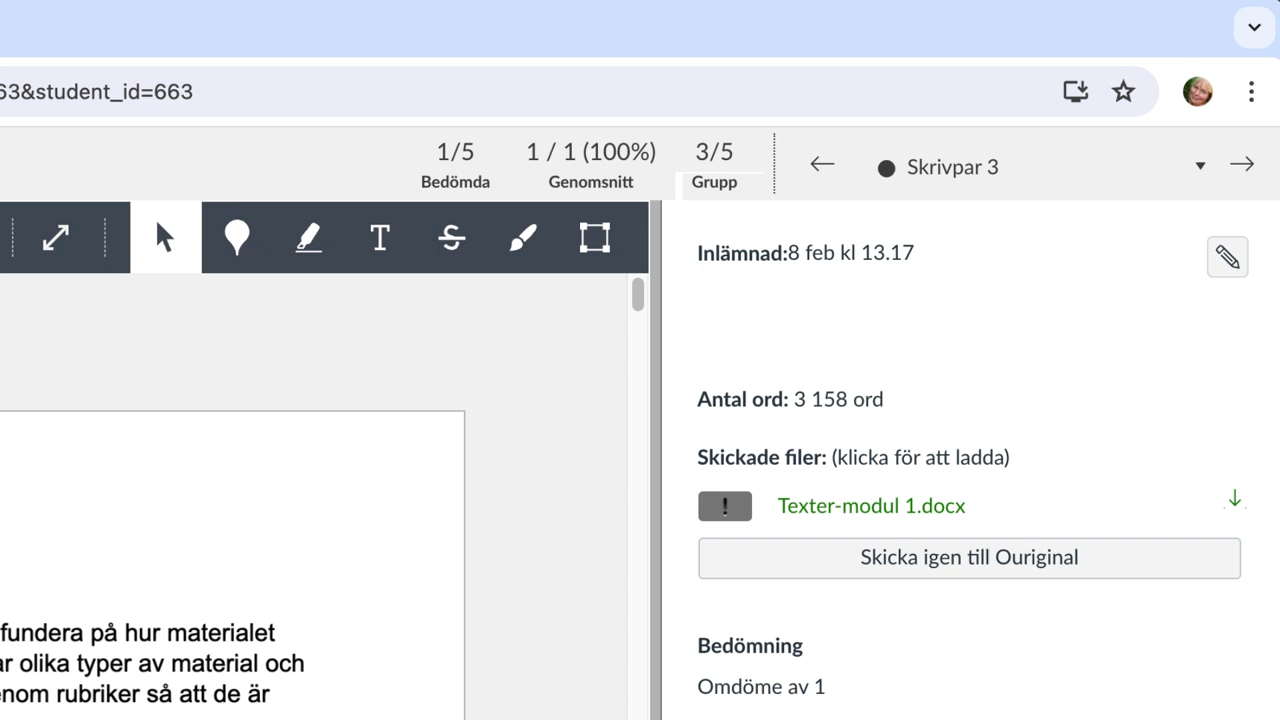 63&student_id=663
1/5
Bedömda
1 / 1 (100%)
Genomsnitt
3/5
Grupp
Skrivpar 3
Inlämnad:8 feb kl 13.17
Antal ord: 3 158 ord
Skickade filer: (klicka för att ladda)
! Texter-modul 1.docx
Skicka igen till Ouriginal
fundera på hur materialet
ar olika typer av material och
enom rubriker så att de är
Bedömning
Omdöme av 1